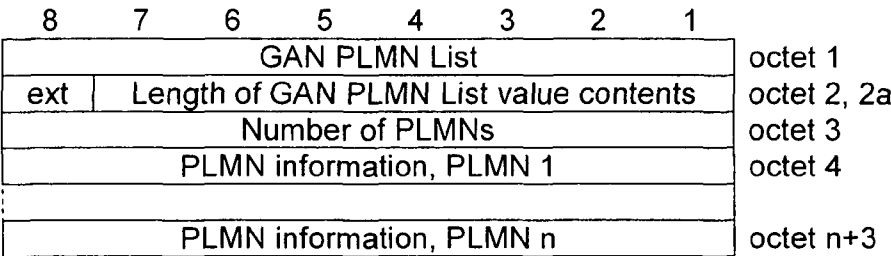 8 7 6 5 4 3 2 1
GAN PLMN List octet 1
ext Length of GAN PLMN List value contents octet 2, 2a
Number of PLMNs octet 3
PLMN information, PLMN 1 octet 4
PLMN information, PLMN n octet n+3